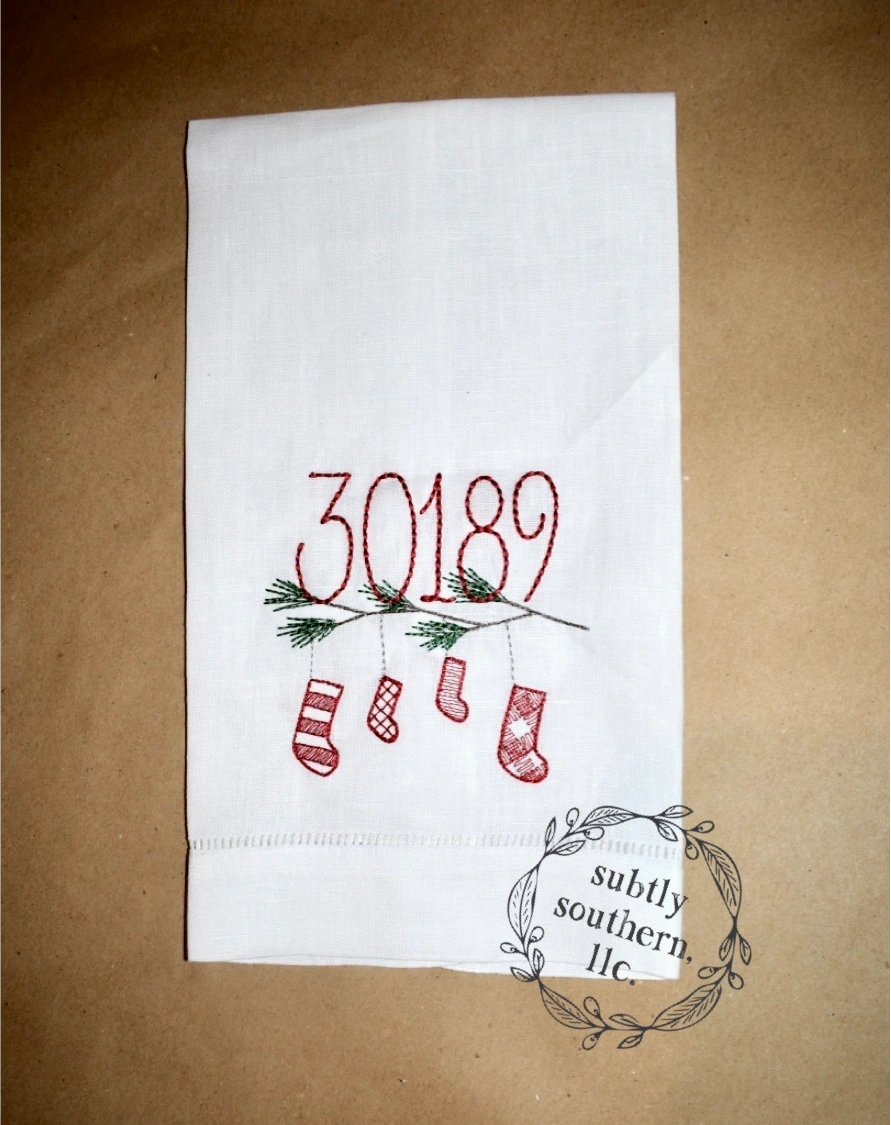 30189
subtly
southern,
llc.